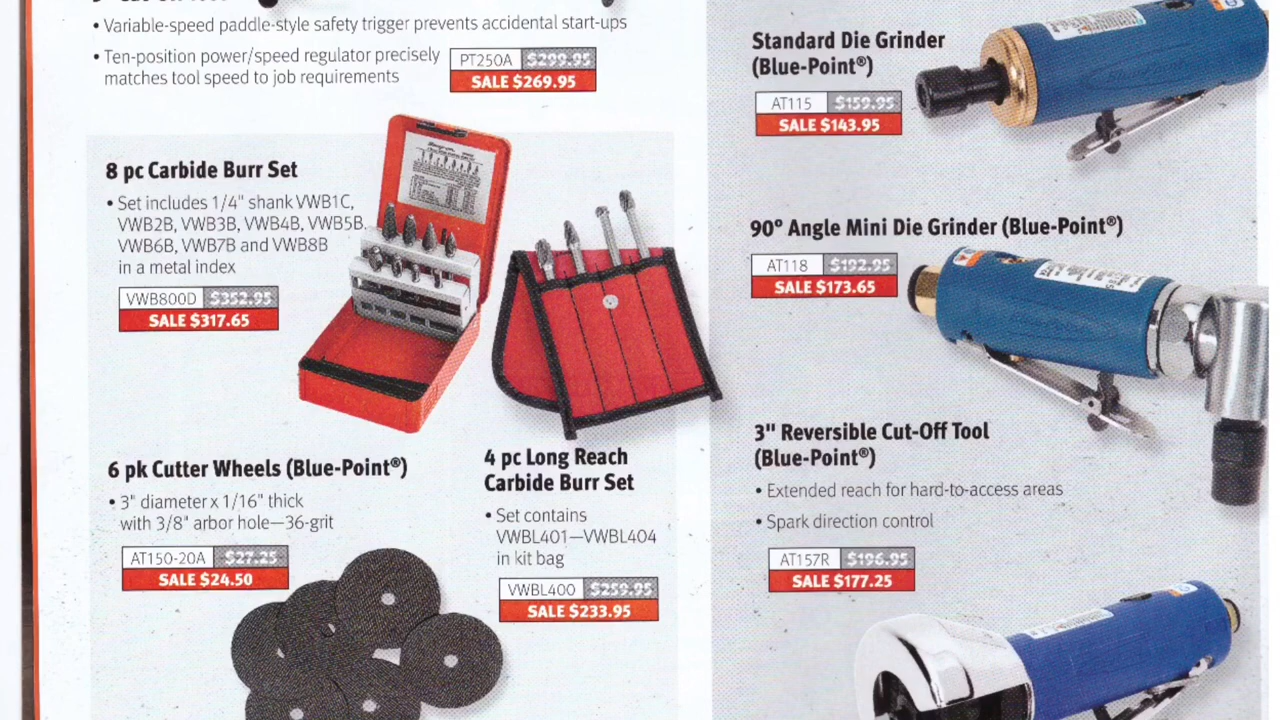 • Variable-speed paddle-style safety trigger prevents accidental start-ups
• Ten-position power/speed regulator precisely
matches tool speed to job requirements
PT250A $299.95
SALE $269.95
8 pc Carbide Burr Set
• Set includes 1/4" shank VWB1C,
VWB2B, VWB3B, VWB4B, VWB5B,
VWB6B, VWB7B and VWB8B
in a metal index
VWB800D $352.95
SALE $317.65
6 pk Cutter Wheels (Blue-Point®)
• 3" diameter x 1/16" thick
with 3/8" arbor hole—36-grit
AT150-20A $27.25
SALE $24.50
4 pc Long Reach
Carbide Burr Set
• Set contains
VWBL401—VWBL404
in kit bag
VWBL400 $259.95
SALE $233.95
Standard Die Grinder
(Blue-Point®)
AT115 $159.95
SALE $143.95
90° Angle Mini Die Grinder (Blue-Point®)
AT118 $192.95
SALE $173.65
3" Reversible Cut-Off Tool
(Blue-Point®)
• Extended reach for hard-to-access areas
• Spark direction control
AT157R $196.95
SALE $177.25